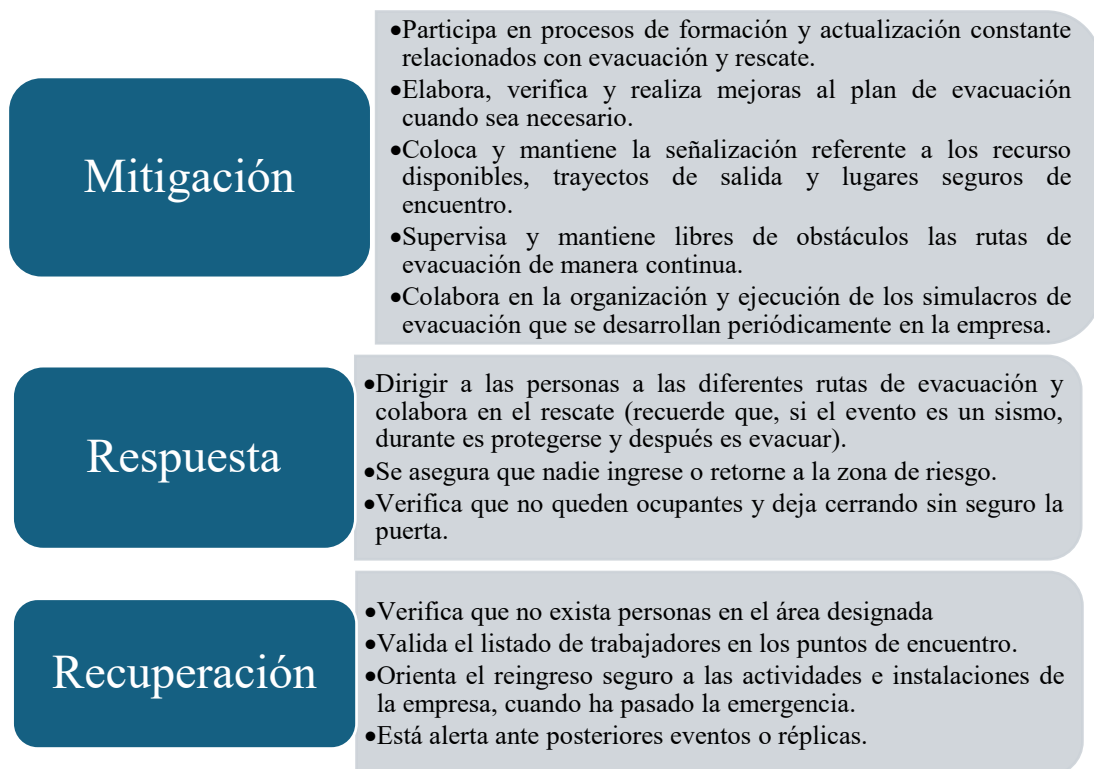 Mitigación
•Participa en procesos de formación y actualización constante
relacionados con evacuación y rescate.
•Elabora, verifica y realiza mejoras al plan de evacuación
cuando sea necesario.
•Coloca y mantiene la señalización referente a los recurso
disponibles, trayectos de salida y lugares seguros de
encuentro.
•Supervisa y mantiene libres de obstáculos las rutas de
evacuación de manera continua.
•Colabora en la organización y ejecución de los simulacros de
evacuación que se desarrollan periódicamente en la empresa.
Respuesta
•Dirigir a las personas a las diferentes rutas de evacuación y
colabora en el rescate (recuerde que, si el evento es un sismo,
durante es protegerse y después es evacuar).
•Se asegura que nadie ingrese o retorne a la zona de riesgo.
•Verifica que no queden ocupantes y deja cerrando sin seguro la
puerta.
Recuperación
•Verifica que no exista personas en el área designada
•Valida el listado de trabajadores en los puntos de encuentro.
•Orienta el reingreso seguro a las actividades e instalaciones de
la empresa, cuando ha pasado la emergencia.
•Está alerta ante posteriores eventos o réplicas.